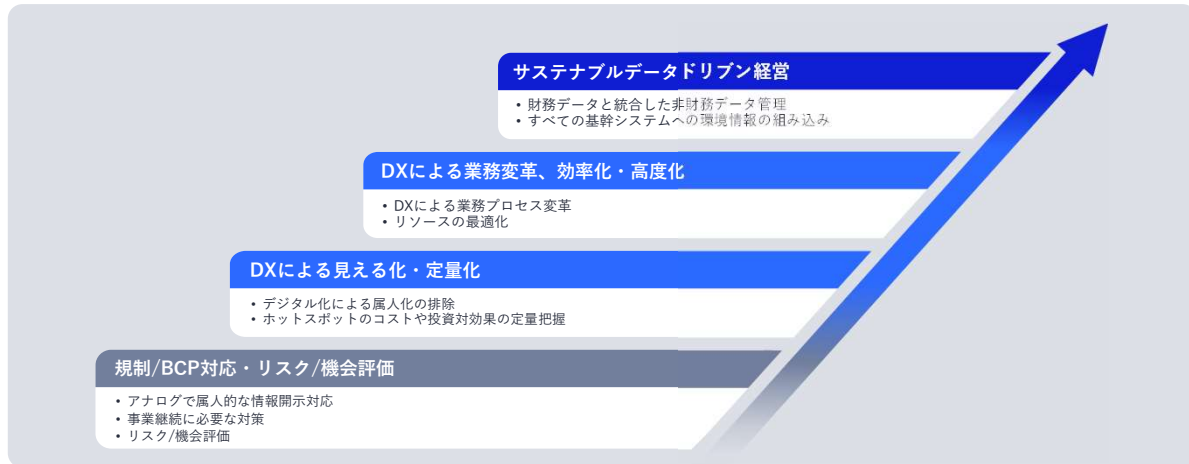 サステナブルデータドリブン経営
• 財務データと統合した非財務データ管理
• すべての基幹システムへの環境情報の組み込み
DXによる業務変革、効率化・高度化
• DXによる業務プロセス変革
• リソースの最適化
DXによる見える化・定量化
• デジタル化による属人化の排除
• ホットスポットのコストや投資対効果の定量把握
規制/BCP対応・リスク/機会評価
• アナログで属人的な情報開示対応
• 事業継続に必要な対策
• リスク/機会評価